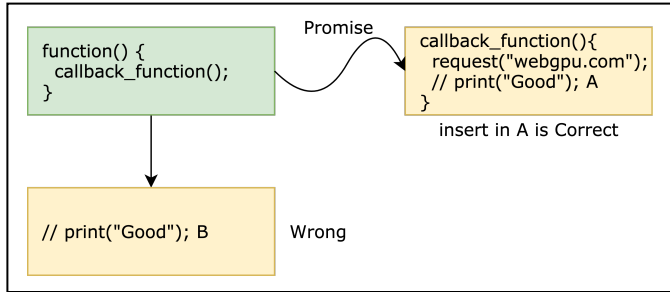 function() {
callback_function();
}
Promise
callback_function(){
request("webgpu.com");
// print("Good"); A
}
insert in A is Correct
// print("Good"); B
Wrong